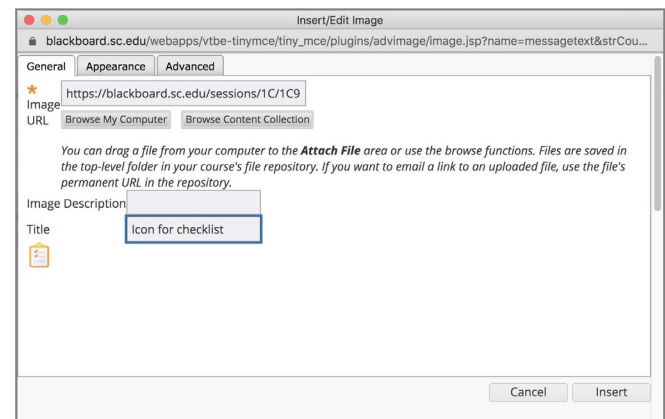 Insert/Edit Image
blackboard.sc.edu/webapps/vtbe-tinymce/tiny_mce/plugins/advimage/image.jsp?name=messagetext&strCou...
General Appearance Advanced
* Image URL https://blackboard.sc.edu/sessions/1C/1C9
Browse My Computer Browse Content Collection
You can drag a file from your computer to the Attach File area or use the browse functions. Files are saved in
the top-level folder in your course's file repository. If you want to email a link to an uploaded file, use the file's
permanent URL in the repository.
Image Description
Title Icon for checklist
Cancel Insert